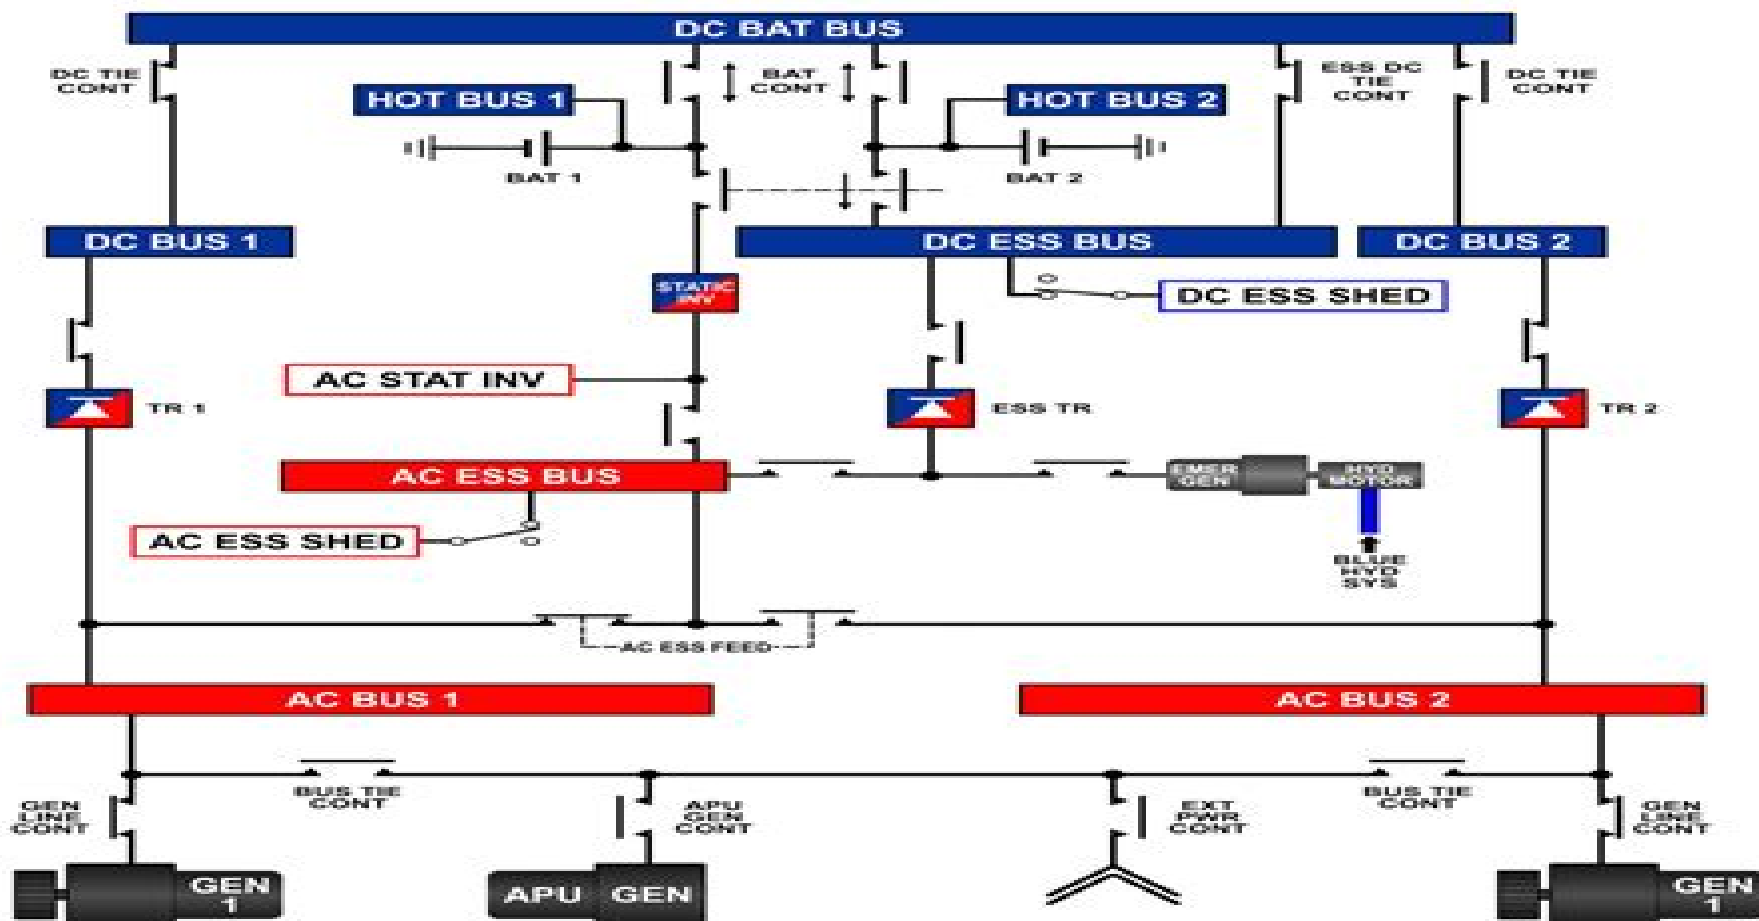 DC BAT BUS
DC TIE
CONT
BAT
CONT
ESS DC
TIE
CONT
DC TIE
CONT
HOT BUS 1
HOT BUS 2
BAT 1
BAT 2
DC BUS 1
DC ESS BUS
DC BUS 2
STATIC
INV
DC ESS SHED
AC STAT INV
TR 1
ESS TR
TR 2
AC ESS BUS
EMER
GEN
HYD
MOTOR
AC ESS SHED
BLUE
HYD
SYS
AC ESS FEED
AC BUS 1
AC BUS 2
BUS TIE
CONT
BUS TIE
CONT
GEN
LINE
CONT
APU
GEN
CONT
EXT
PWR
CONT
GEN
LINE
CONT
GEN
1
APU GEN
GEN
1